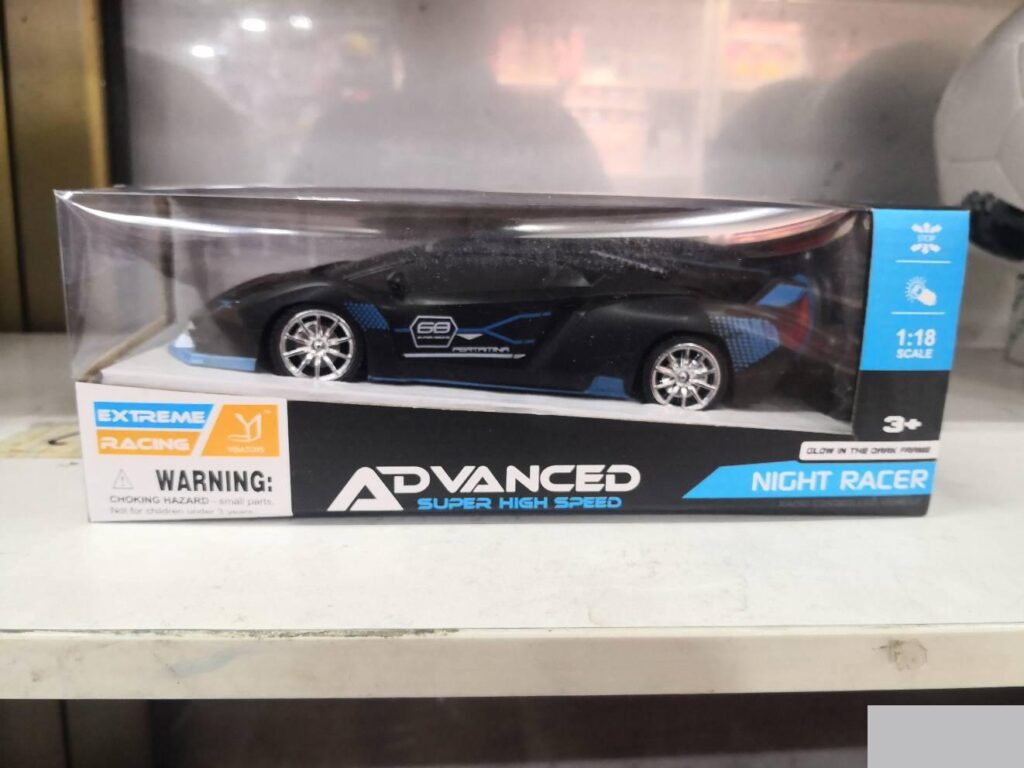 STOP
1:18
SCALE
3+
GLOW IN THE DARK FRAME
NIGHT RACER
68
EXTREME
RACING
WARNING:
CHOKING HAZARD - small parts.
Not for children under 3 years.
ADVANCED
SUPER HIGH SPEED